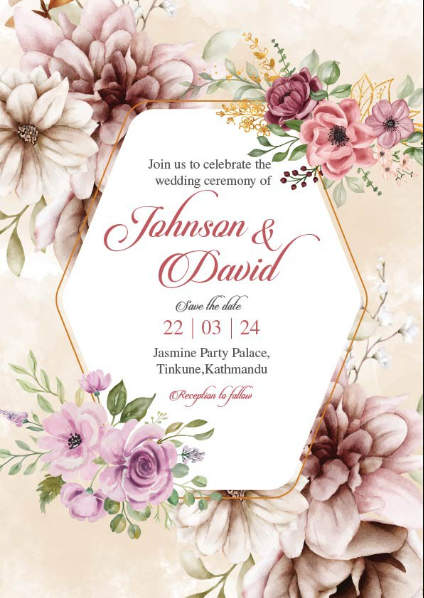 Join us to celebrate the
wedding ceremony of
Johnson &
David
Save the date
22 | 03 | 24
Jasmine Party Palace,
Tinkune,Kathmandu
Reception to follow